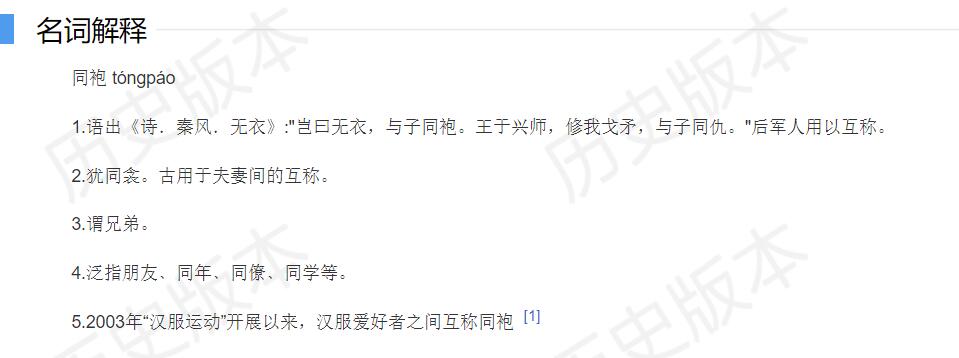 名词解释
同袍 tóngpáo
1.语出《诗．秦风．无衣》:"岂曰无衣，与子同袍。王于兴师，修我戈矛，与子同仇。"后军人用以互称。
2.犹同衾。古用于夫妻间的互称。
3.谓兄弟。
4.泛指朋友、同年、同僚、同学等。
5.2003年“汉服运动”开展以来，汉服爱好者之间互称同袍 [1]
历史版本
历史版本
历史版本
历史版本